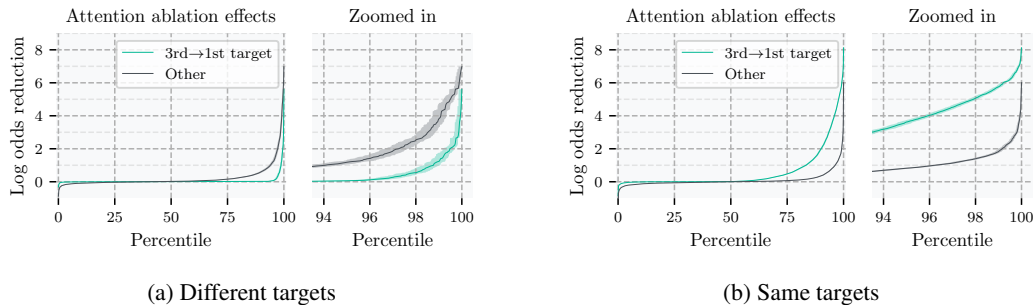 Attention ablation effects
Zoomed in
Log odds reduction
8
6
4
2
0
3rd→1st target
Other
0 25 50 75 100
94 96 98 100
Percentile
Percentile
(a) Different targets
Attention ablation effects
Zoomed in
Log odds reduction
8
6
4
2
0
3rd→1st target
Other
0 25 50 75 100
94 96 98 100
Percentile
Percentile
(b) Same targets